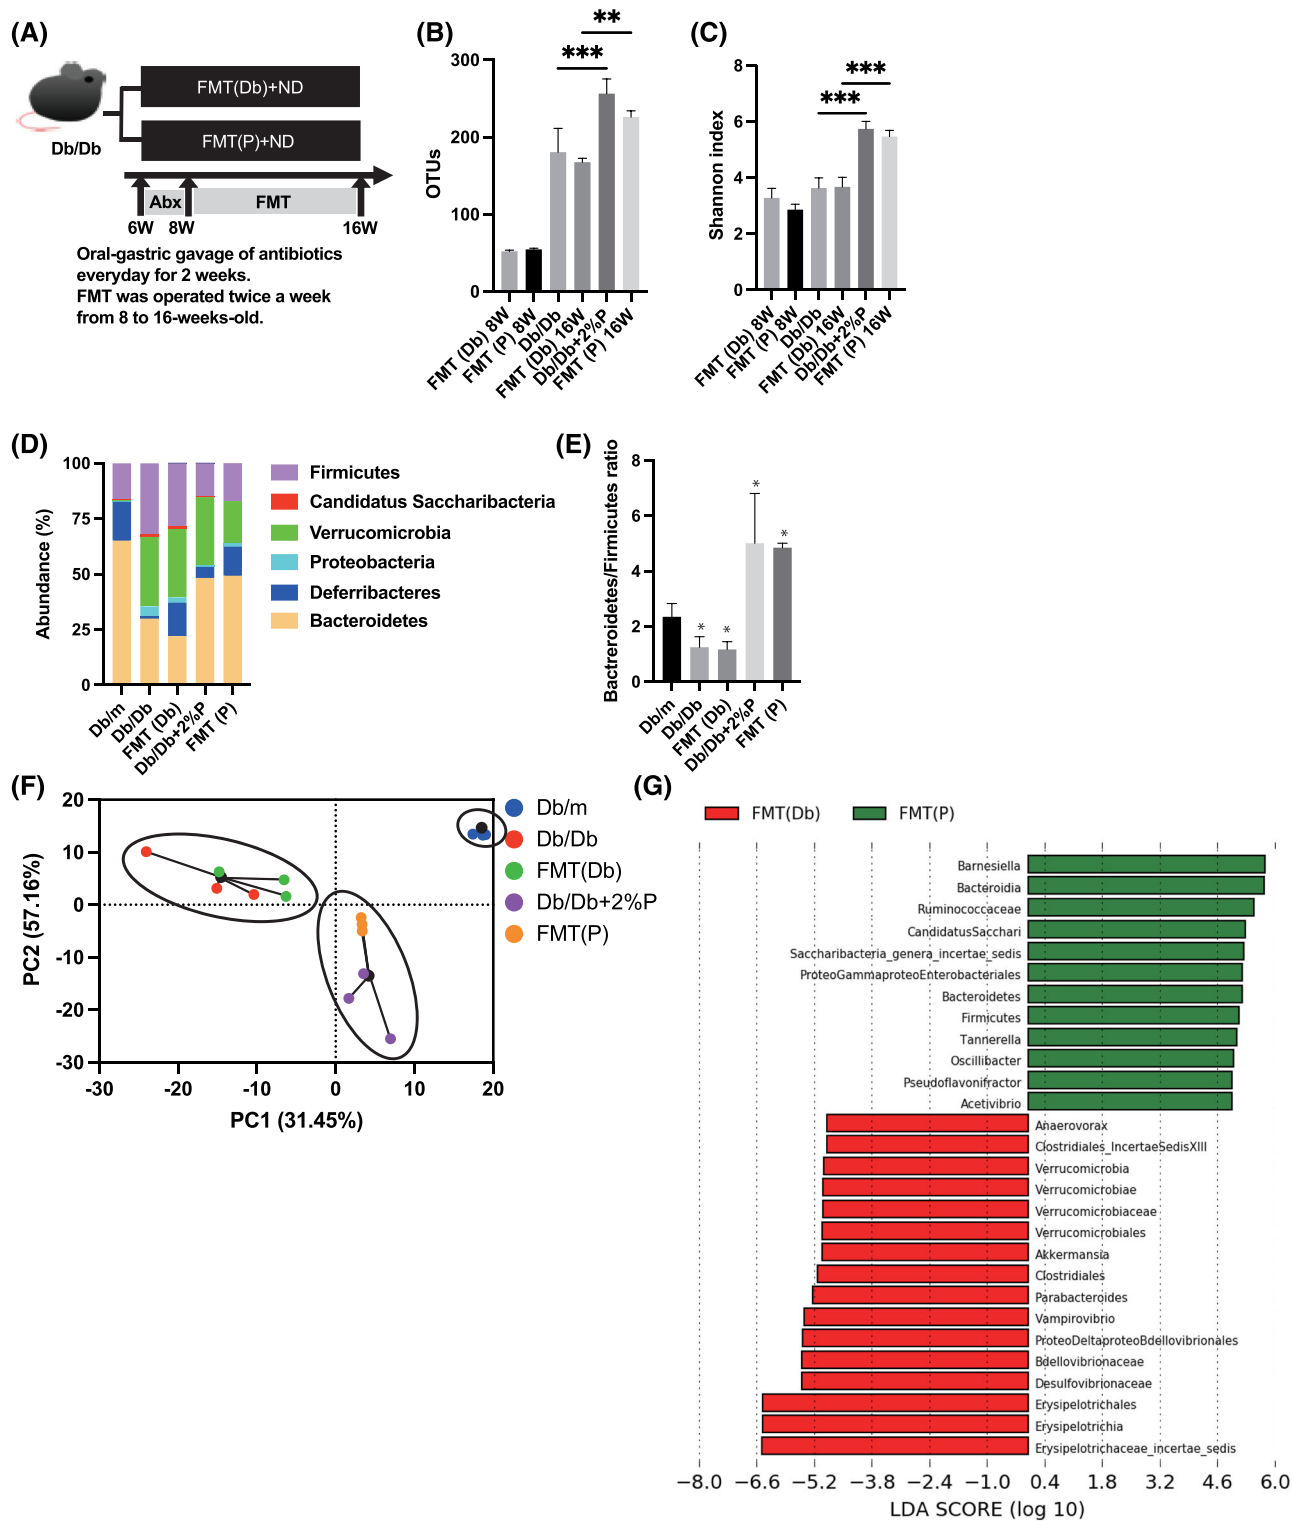 (A)
Db/Db
FMT(Db)+ND
FMT(P)+ND
Abx
FMT
6W 8W 16W
Oral-gastric gavage of antibiotics
everyday for 2 weeks.
FMT was operated twice a week
from 8 to 16-weeks-old.
(B)
**
***
OTUs
300
200
100
0
FMT (Db) 8W
FMT (P) 8W
Db/Db
FMT (Db) 16W
Db/Db+2%P
FMT (P) 16W
(C)
***
***
Shannon index
8
6
4
2
0
FMT (Db) 8W
FMT (P) 8W
Db/Db
FMT (Db) 16W
Db/Db+2%P
FMT (P) 16W
(D)
Abundance (%)
100
75
50
25
0
Db/m
Db/Db
FMT (Db)
Db/Db+2%P
FMT (P)
Firmicutes
Candidatus Saccharibacteria
Verrucomicrobia
Proteobacteria
Deferribacteres
Bacteroidetes
(E)
Bactreroidetes/Firmicutes ratio
8
6
4
2
0
* * * *
Db/m
Db/Db
FMT (Db)
Db/Db+2%P
FMT (P)
(F)
PC2 (57.16%)
20
10
0
-10
-20
-30
-30 -20 -10 0 10 20
PC1 (31.45%)
Db/m
Db/Db
FMT(Db)
Db/Db+2%P
FMT(P)
(G)
FMT(Db) FMT(P)
Barnesiella
Bacteroidia
Ruminococcaceae
CandidatusSacchari
Saccharibacteria_genera_incertae_sedis
ProteoGammaproteoEnterobacteriales
Bacteroidetes
Firmicutes
Tannerella
Oscillibacter
Pseudoflavonifractor
Acetivibrio
Anaerovorax
Clostridiales_IncertaeSedisXIII
Verrucomicrobia
Verrucomicrobiae
Verrucomicrobiaceae
Verrucomicrobiales
Akkermansia
Clostridiales
Parabacteroides
Vampirovibrio
ProteoDeltaproteoBdellovibrionales
Bdellovibrionaceae
Desulfovibrionaceae
Erysipelotrichales
Erysipelotrichia
Erysipelotrichaceae_incertae_sedis
−8.0 −6.6 −5.2 −3.8 −2.4 −1.0 0.4 1.8 3.2 4.6 6.0
LDA SCORE (log 10)